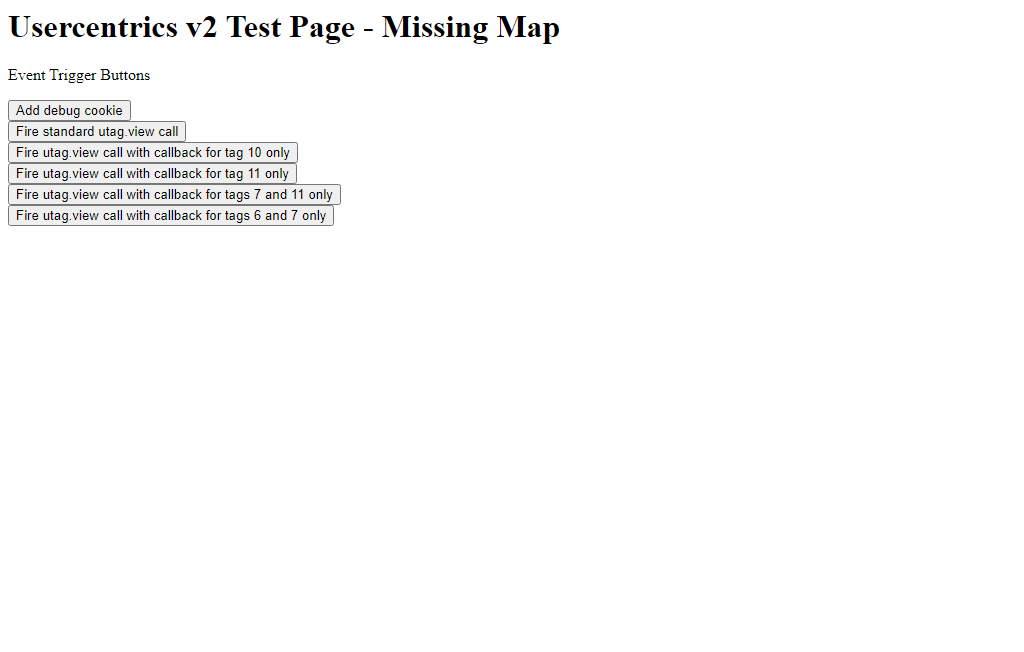 Usercentrics v2 Test Page - Missing Map
Event Trigger Buttons
Add debug cookie
Fire standard utag.view call
Fire utag.view call with callback for tag 10 only
Fire utag.view call with callback for tag 11 only
Fire utag.view call with callback for tags 7 and 11 only
Fire utag.view call with callback for tags 6 and 7 only